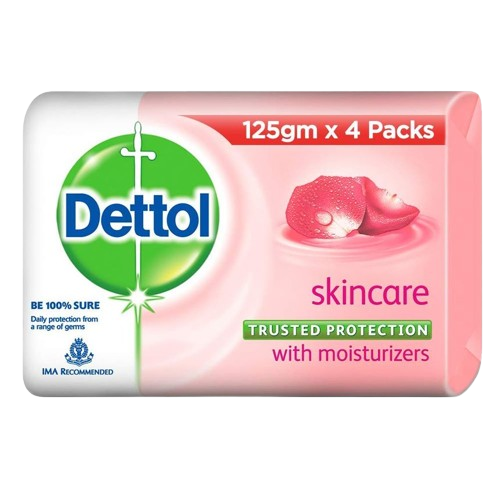 125gm x 4 Packs
Dettol
skincare
BE 100% SURE
Daily protection from
a range of germs
TRUSTED PROTECTION
with moisturizers
IMA RECOMMENDED